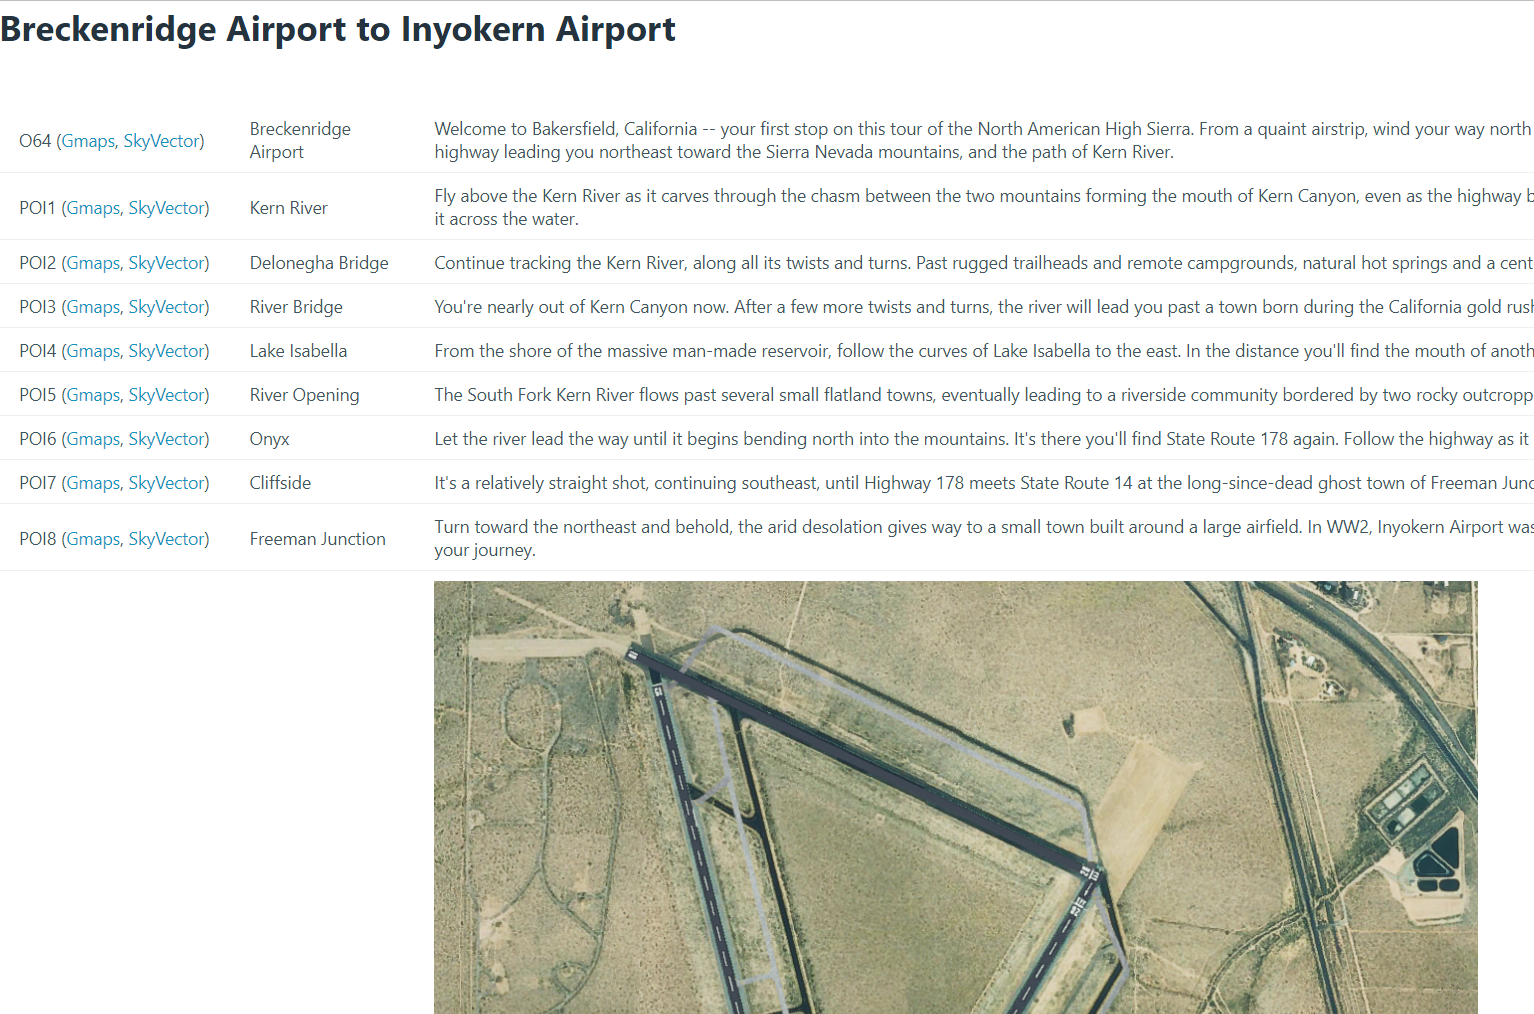 Breckenridge Airport to Inyokern Airport
O64 (Gmaps, SkyVector)
Breckenridge
Airport
Welcome to Bakersfield, California -- your first stop on this tour of the North American High Sierra. From a quaint airstrip, wind your way north
highway leading you northeast toward the Sierra Nevada mountains, and the path of Kern River.
POI1 (Gmaps, SkyVector)
Kern River
Fly above the Kern River as it carves through the chasm between the two mountains forming the mouth of Kern Canyon, even as the highway b
it across the water.
POI2 (Gmaps, SkyVector)
Delonegha Bridge
Continue tracking the Kern River, along all its twists and turns. Past rugged trailheads and remote campgrounds, natural hot springs and a cent
POI3 (Gmaps, SkyVector)
River Bridge
You're nearly out of Kern Canyon now. After a few more twists and turns, the river will lead you past a town born during the California gold rush
POI4 (Gmaps, SkyVector)
Lake Isabella
From the shore of the massive man-made reservoir, follow the curves of Lake Isabella to the east. In the distance you'll find the mouth of anoth
POI5 (Gmaps, SkyVector)
River Opening
The South Fork Kern River flows past several small flatland towns, eventually leading to a riverside community bordered by two rocky outcropp
POI6 (Gmaps, SkyVector)
Onyx
Let the river lead the way until it begins bending north into the mountains. It's there you'll find State Route 178 again. Follow the highway as it
POI7 (Gmaps, SkyVector)
Cliffside
It's a relatively straight shot, continuing southeast, until Highway 178 meets State Route 14 at the long-since-dead ghost town of Freeman Junc
POI8 (Gmaps, SkyVector)
Freeman Junction
Turn toward the northeast and behold, the arid desolation gives way to a small town built around a large airfield. In WW2, Inyokern Airport was
your journey.